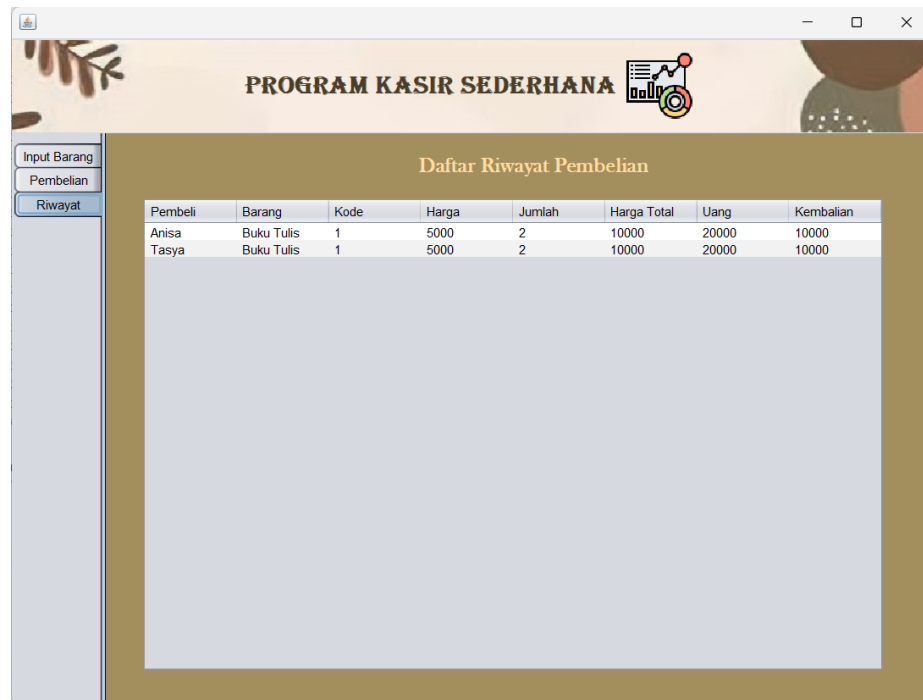 PROGRAM KASIR SEDERHANA
Input Barang
Pembelian
Riwayat
Daftar Riwayat Pembelian
Pembeli Barang Kode Harga Jumlah Harga Total Uang Kembalian
Anisa Buku Tulis 1 5000 2 10000 20000 10000
Tasya Buku Tulis 1 5000 2 10000 20000 10000